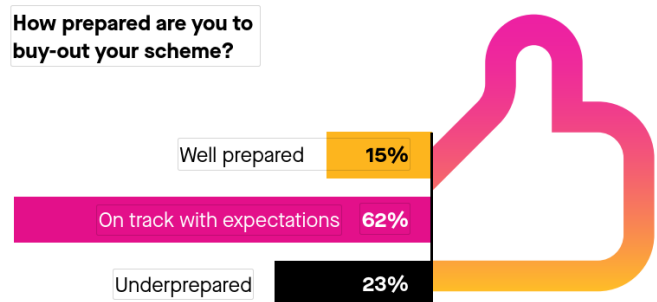 How prepared are you to
buy-out your scheme?
Well prepared 15%
On track with expectations 62%
Underprepared 23%